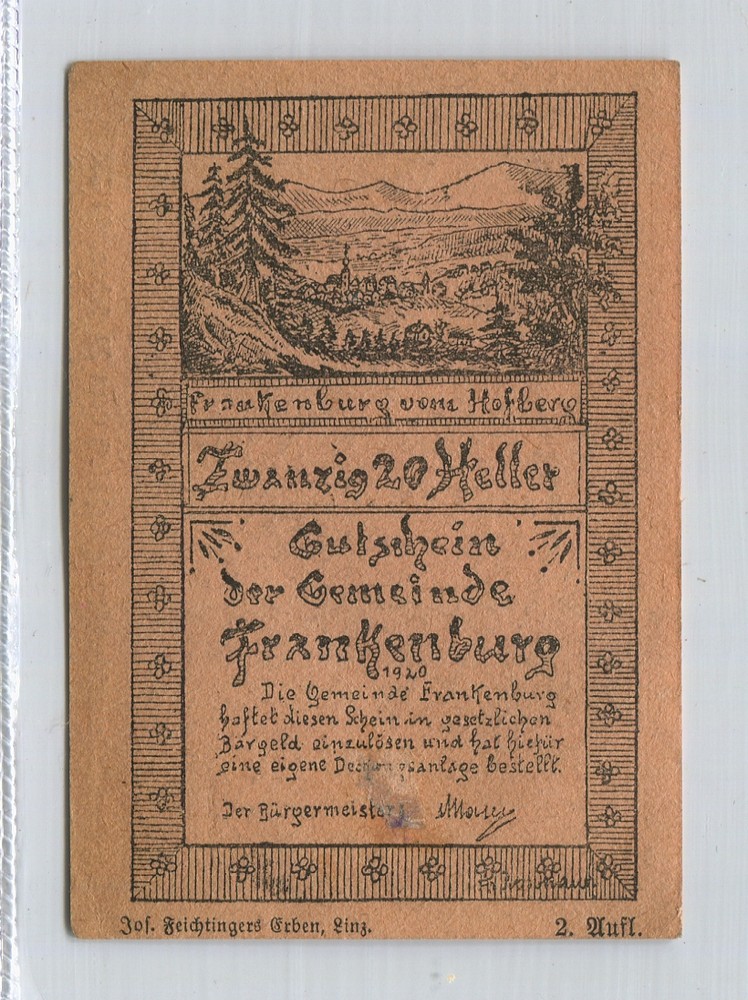 Frankenburg vom Hofberg
Zwanzig 20 Heller
Gutschein
der Gemeinde
Frankenburg
1920
Die Gemeinde Frankenburg
haftet diesen Schein in gesetzlichen
Bargeld einzulösen und hat hiefür
eine eigene Deckungsanlage bestellt.
Der Bürgermeister:
Jos. Feichtingers Erben, Linz.
2. Aufl.